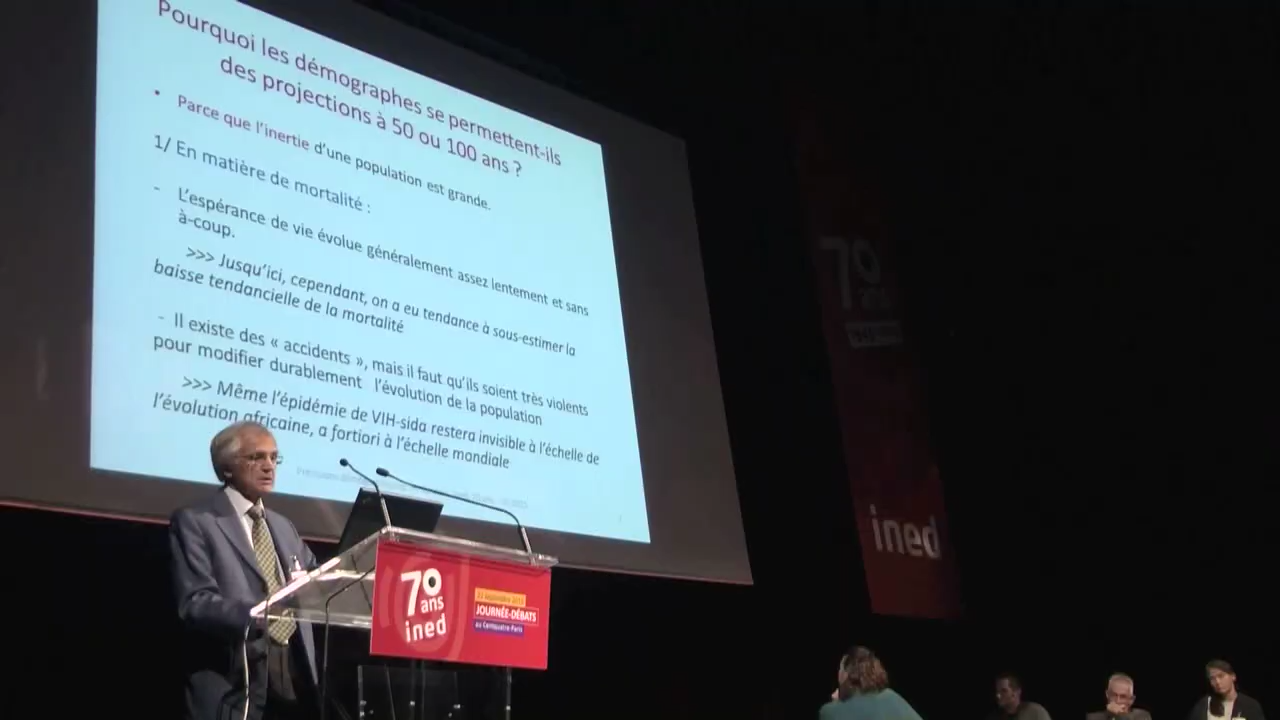 Pourquoi les démographes se permettent-ils
des projections à 50 ou 100 ans ?
• Parce que l'inertie d'une population est grande.
1/ En matière de mortalité :
- L'espérance de vie évolue généralement assez lentement et sans
à-coup.
>>> Jusqu'ici, cependant, on a eu tendance à sous-estimer la
baisse tendancielle de la mortalité
- Il existe des « accidents », mais il faut qu'ils soient très violents
pour modifier durablement l'évolution de la population
>>> Même l'épidémie de VIH-sida restera invisible à l'échelle de
l'évolution africaine, a fortiori à l'échelle mondiale
70
ans
ined
JOURNÉE-DÉBATS
au Centquatre-Paris
70
ans
ined